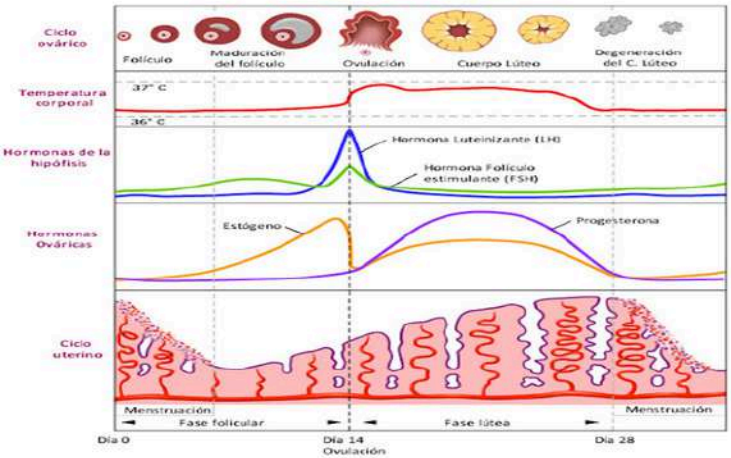 Ciclo
ovárico
Folículo
Maduración
del folículo
Ovulación
Cuerpo Lúteo
Degeneración
del C. Lúteo
Temperatura
corporal
37° C
36° C
Hormonas de la
hipófisis
Hormona Luteinizante (LH)
Hormona Folículo
estimulante (FSH)
Hormonas
Ováricas
Estógeno
Progesterona
Ciclo
uterino
Menstruación
Menstruación
Fase folicular
Fase lútea
Día 0
Día 14
Ovulación
Día 28